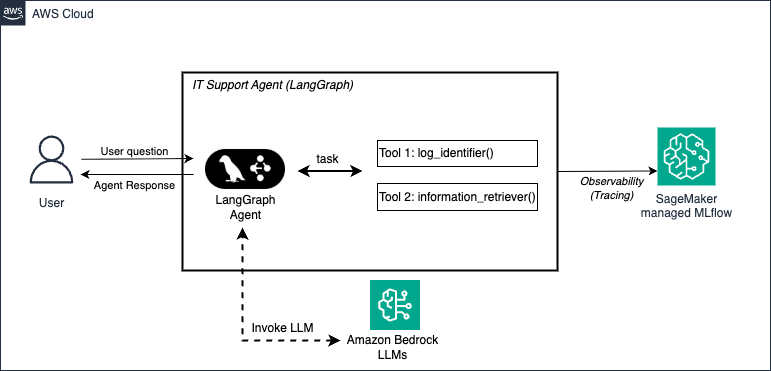 aws
AWS Cloud
IT Support Agent (LangGraph)
User question
Agent Response
User
LangGraph
Agent
task
Tool 1: log_identifier()
Tool 2: information_retriever()
Observability
(Tracing)
SageMaker
managed MLflow
Invoke LLM
Amazon Bedrock
LLMs